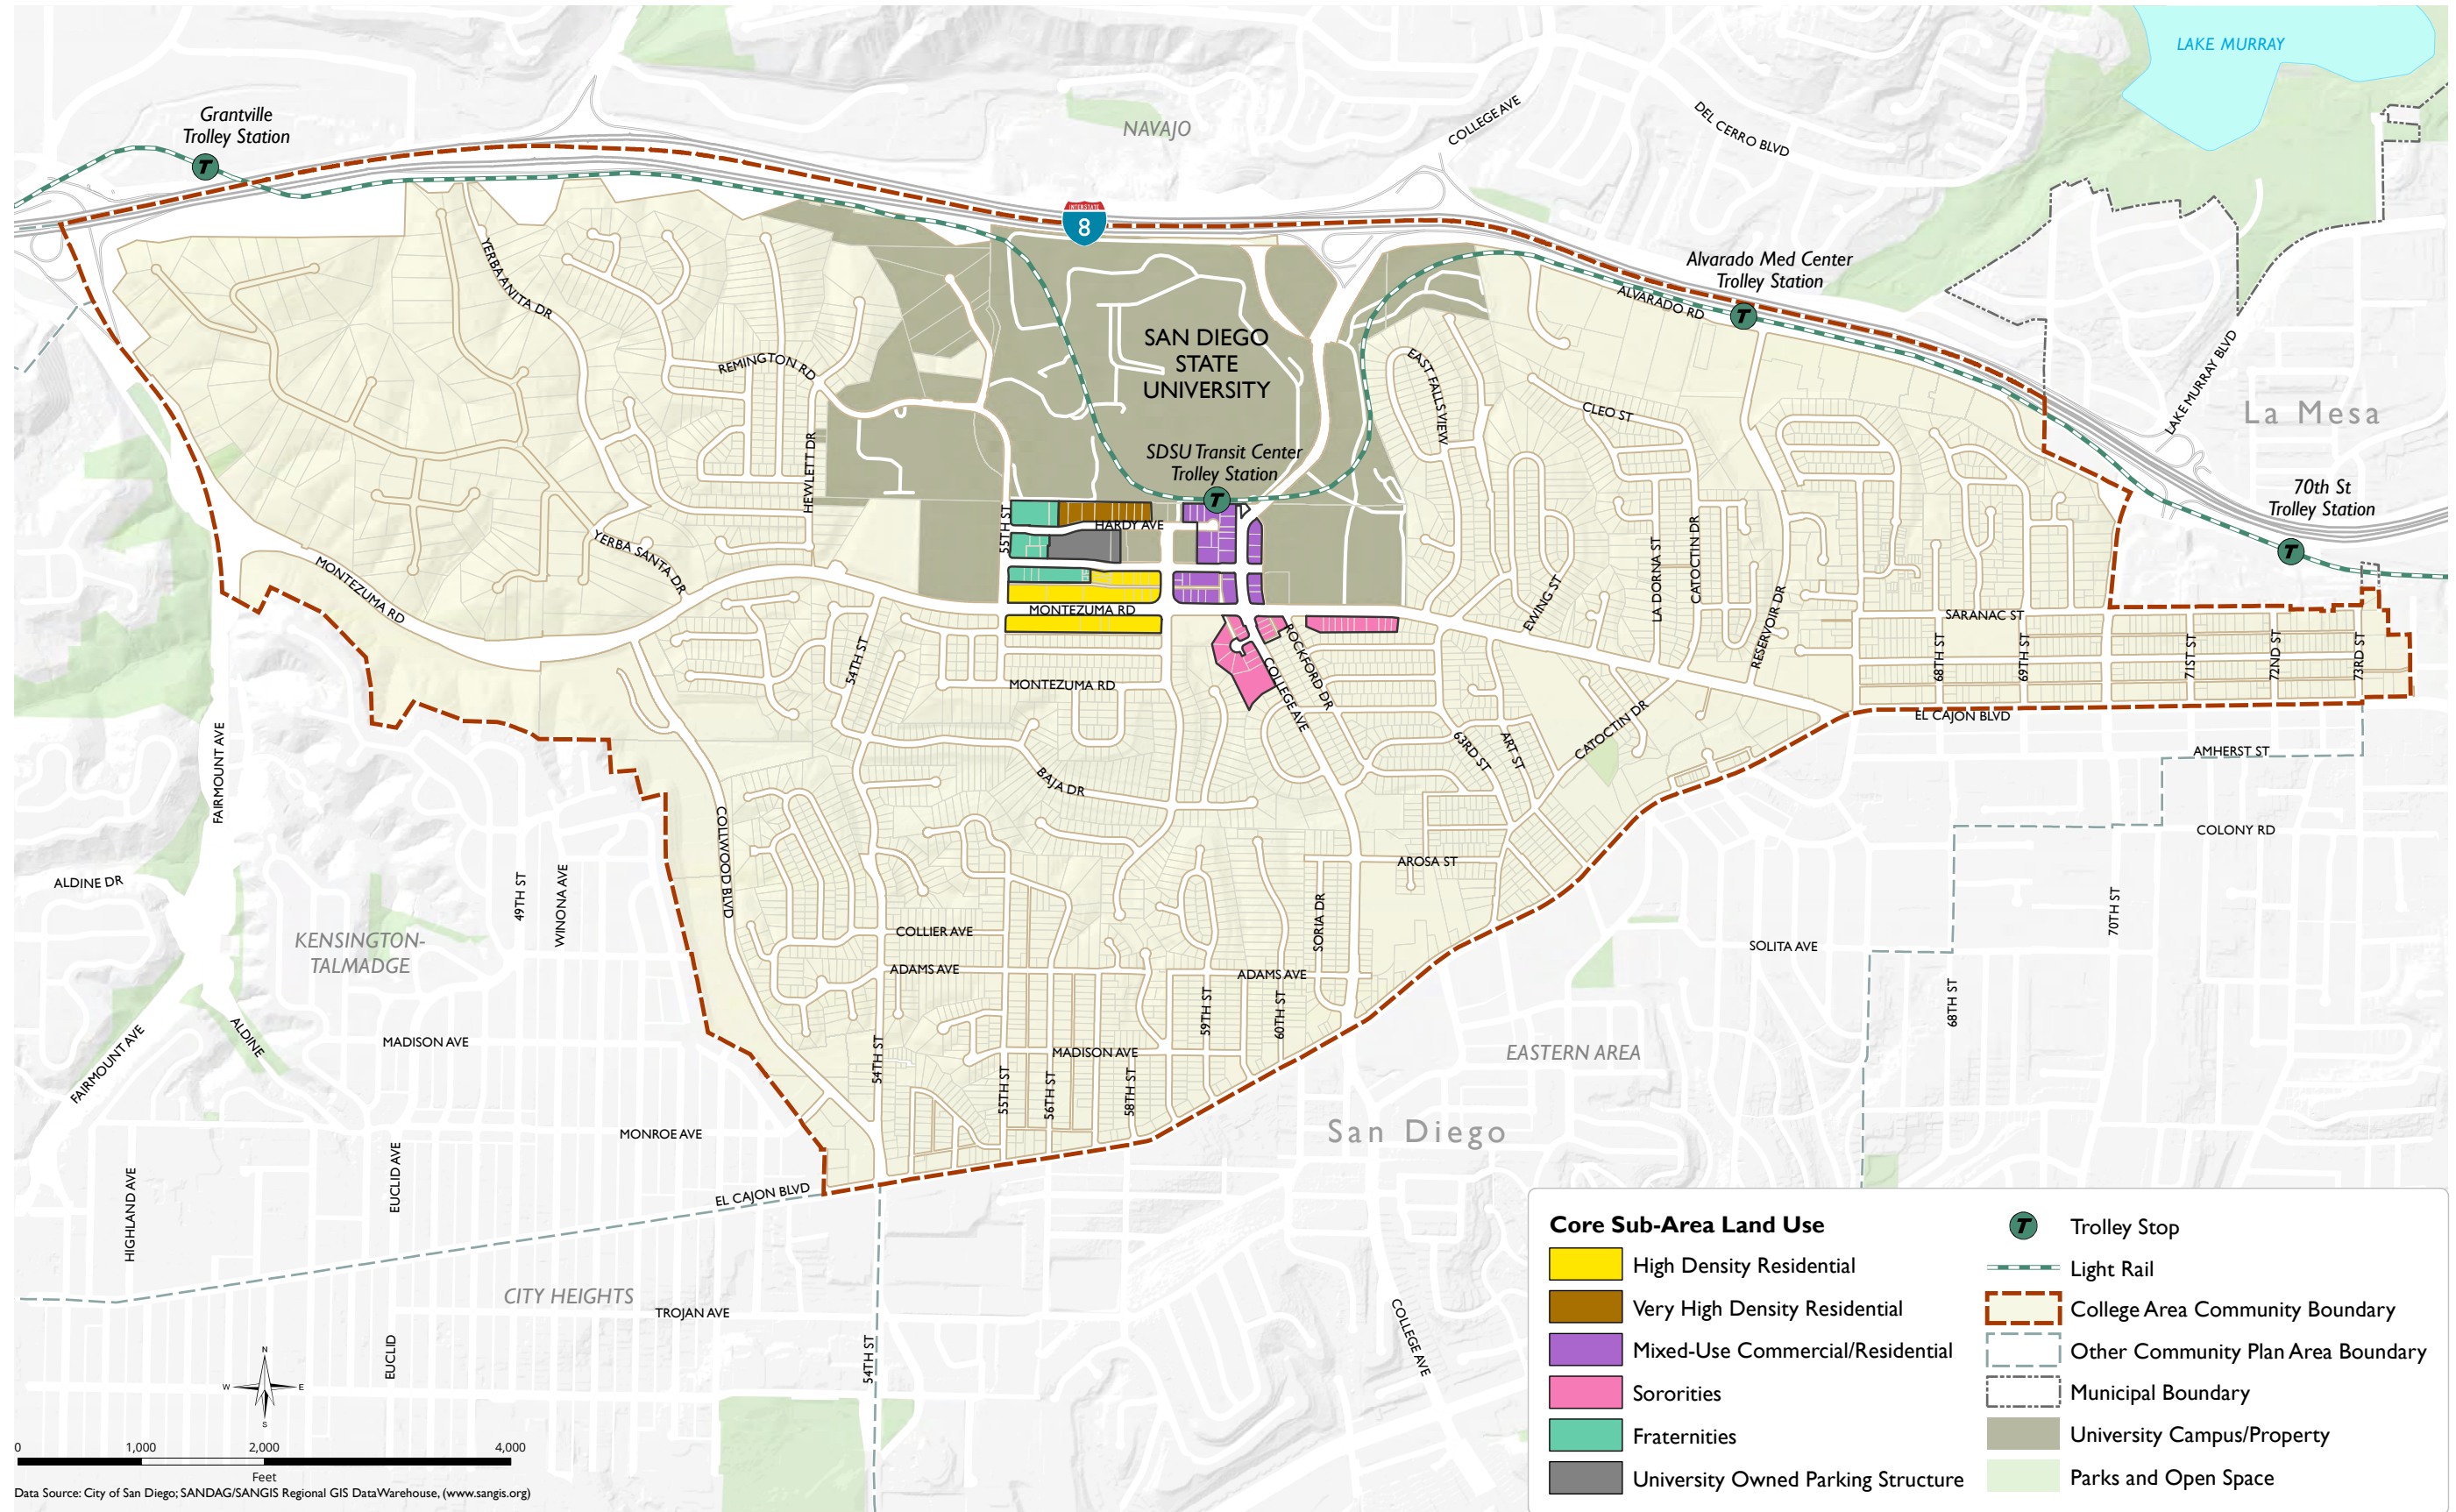 LAKE MURRAY
Grantville
Trolley Station
NAVAJO
COLLEGE AVE
DEL CERRO BLVD
INTERSTATE
8
YERBA ANITA DR
Alvarado Med Center
Trolley Station
ALVARADO RD
REMINGTON RD
SAN DIEGO
STATE
UNIVERSITY
EAST FALLS VIEW
CLEO ST
LAKE MURRAY BLVD
La Mesa
HEWLETT DR
SDSU Transit Center
Trolley Station
70th St
Trolley Station
55TH ST
HARDY AVE
YERBA SANTA DR
MONTEZUMA RD
MONTEZUMA RD
EWING ST
LA DORNA ST
CATOCTIN DR
RESERVOIR DR
SARANAC ST
68TH ST
69TH ST
71ST ST
72ND ST
73RD ST
54TH ST
MONTEZUMA RD
ROCKFORD DR
COLLEGE AVE
CATOCTIN DR
EL CAJON BLVD
63RD ST
ART ST
AMHERST ST
FAIRMOUNT AVE
BAJA DR
COLLWOOD BLVD
COLONY RD
AROSA ST
ALDINE DR
49TH ST
WINONA AVE
SORIA DR
70TH ST
COLLIER AVE
KENSINGTON-
TALMADGE
SOLITA AVE
ADAMS AVE
ADAMS AVE
59TH ST
60TH ST
68TH ST
FAIRMOUNT AVE
ALDINE
MADISON AVE
54TH ST
MADISON AVE
EASTERN AREA
55TH ST
56TH ST
58TH ST
MONROE AVE
San Diego
HIGHLAND AVE
EUCLID AVE
EL CAJON BLVD
CITY HEIGHTS
TROJAN AVE
EUCLID
54TH ST
COLLEGE AVE
N
W
E
S
0
1,000
2,000
4,000
Feet
Data Source: City of San Diego; SANDAG/SANGIS Regional GIS DataWarehouse, (www.sangis.org)
Core Sub-Area Land Use
High Density Residential
Very High Density Residential
Mixed-Use Commercial/Residential
Sororities
Fraternities
University Owned Parking Structure
T
Trolley Stop
Light Rail
College Area Community Boundary
Other Community Plan Area Boundary
Municipal Boundary
University Campus/Property
Parks and Open Space